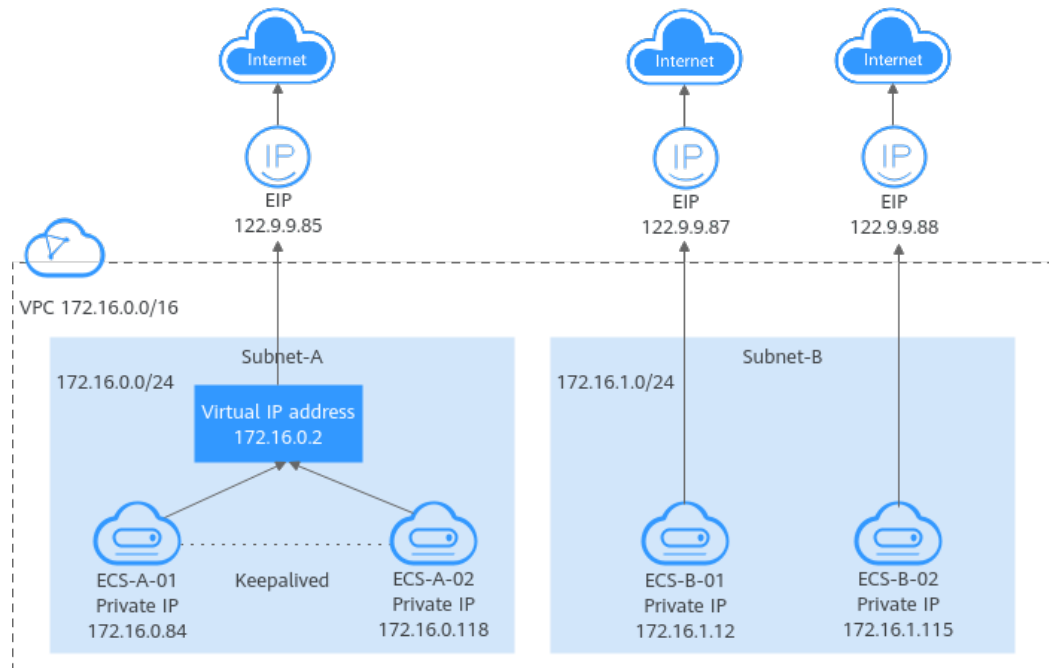 Internet
Internet
Internet
IP
IP
IP
EIP
122.9.9.85
EIP
122.9.9.87
EIP
122.9.9.88
VPC 172.16.0.0/16
Subnet-A
172.16.0.0/24
Virtual IP address
172.16.0.2
ECS-A-01
Private IP
172.16.0.84
Keepalived
ECS-A-02
Private IP
172.16.0.118
Subnet-B
172.16.1.0/24
ECS-B-01
Private IP
172.16.1.12
ECS-B-02
Private IP
172.16.1.115